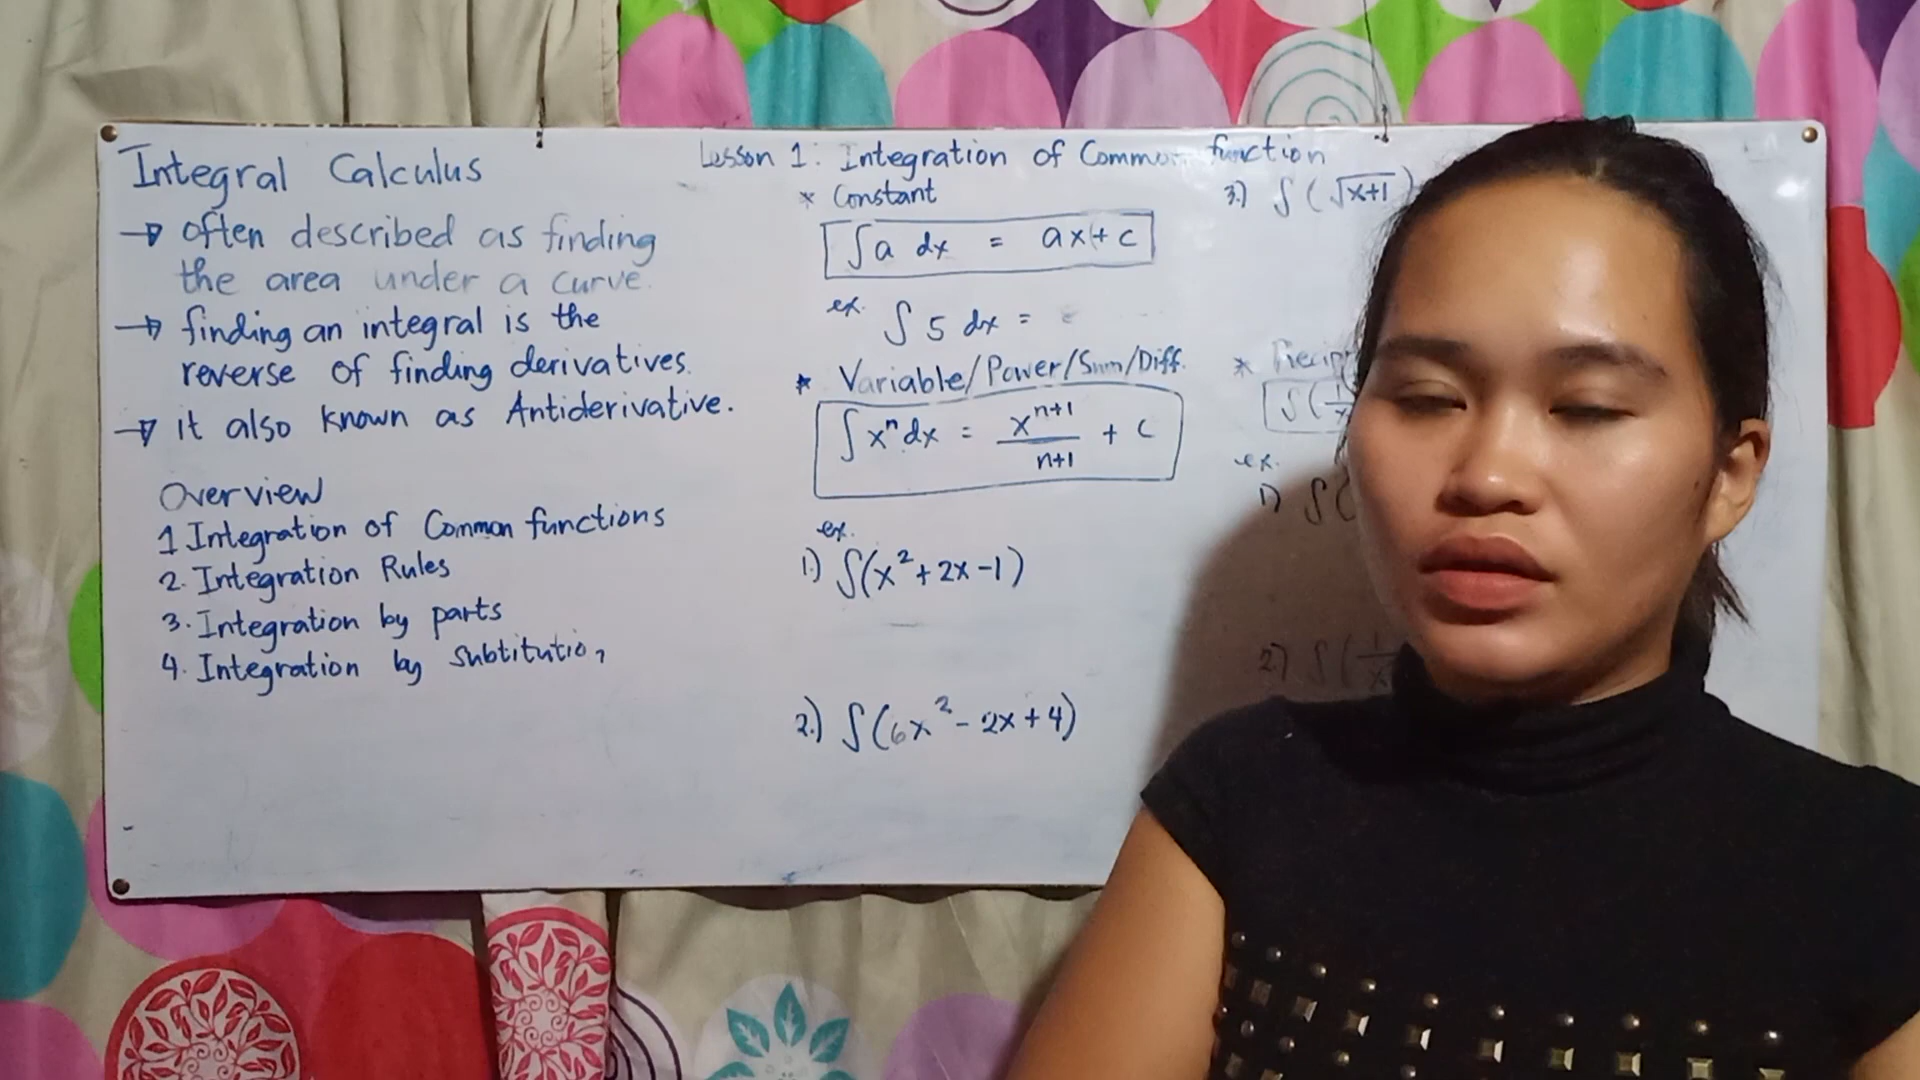 Integral Calculus
→ often described as finding
the area under a curve.
→ finding an integral is the
reverse of finding derivatives.
→ it also known as Antiderivative.
Overview
1 Integration of Common functions
2. Integration Rules
3. Integration by parts
4. Integration by Subtitution
Lesson 1: Integration of Common function
* Constant
∫a dx = ax + c
ex. ∫ 5 dx =
* Variable/Power/Sum/Diff.
∫xⁿdx = xⁿ⁺¹/n+1 + c
ex.
1.) ∫(x²+2x-1)
2.) ∫(6x²-2x+4)
3.) ∫(√x+1)
ex.
1) ∫(
2) ∫(1/x